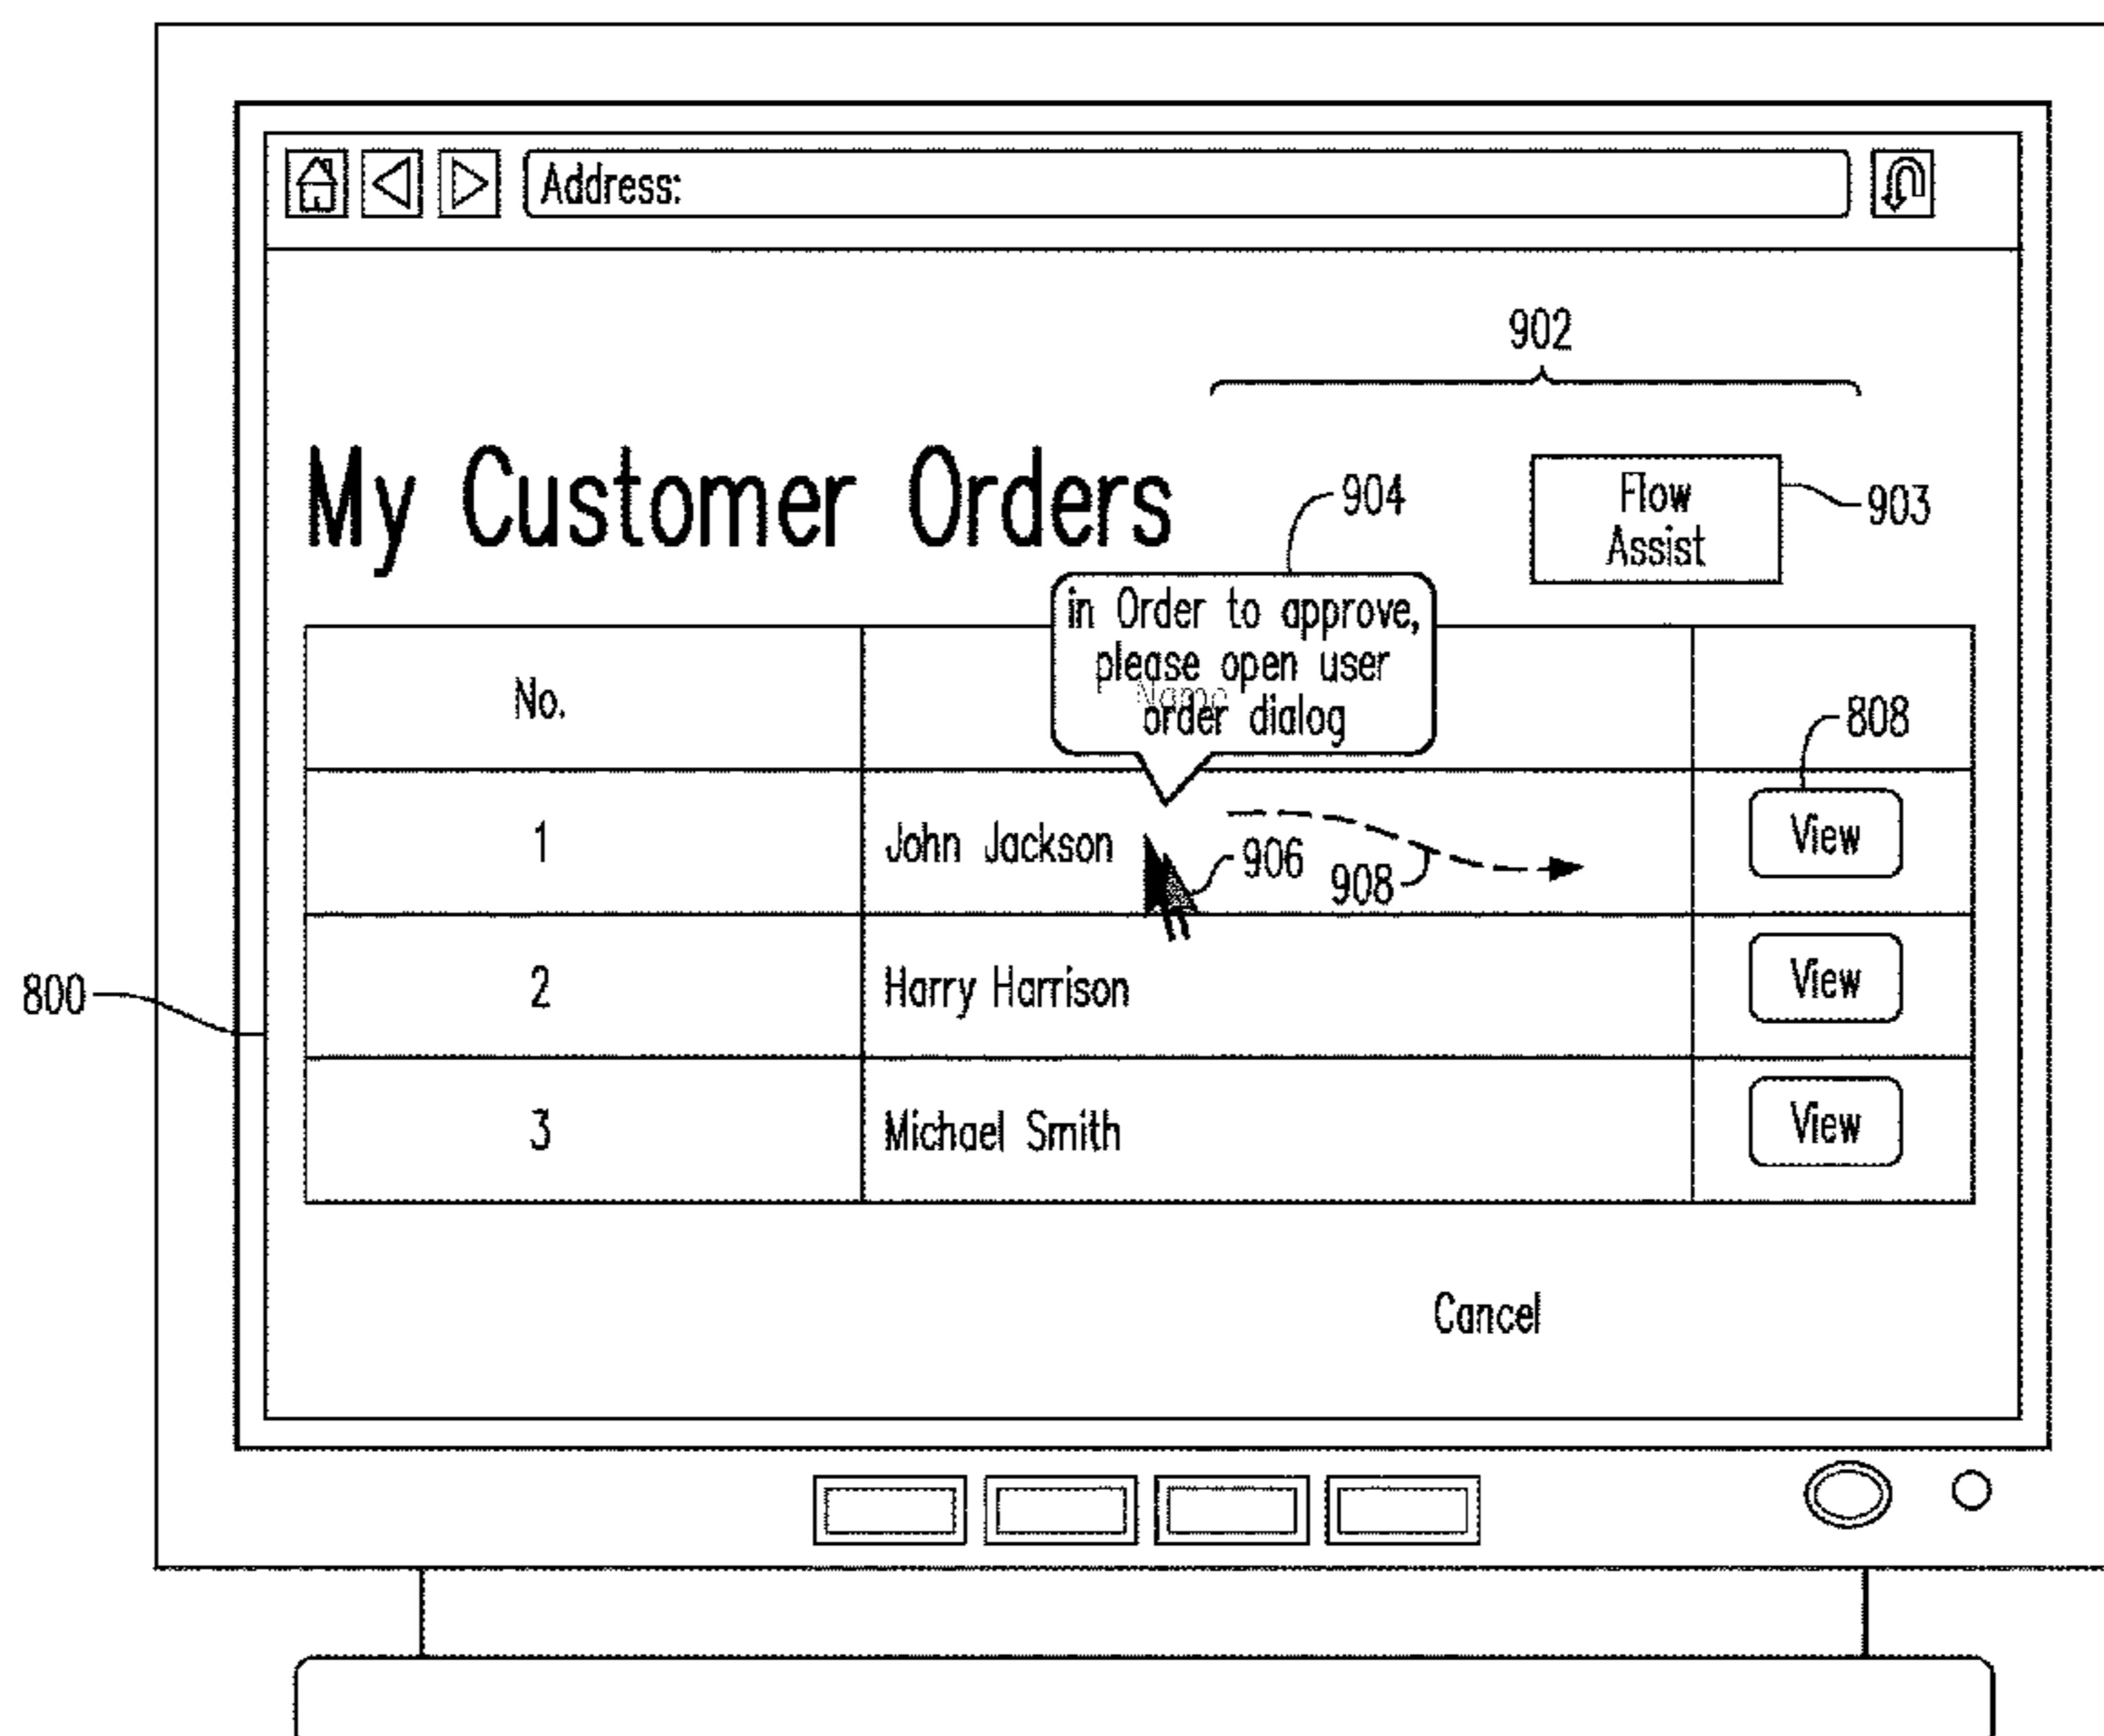 Address:
902
My Customer Orders
904
Flow
Assist
903
in Order to approve,
please open user
order dialog
No.
Name
808
1
John Jackson
906
908
View
2
Harry Harrison
View
800
3
Michael Smith
View
Cancel